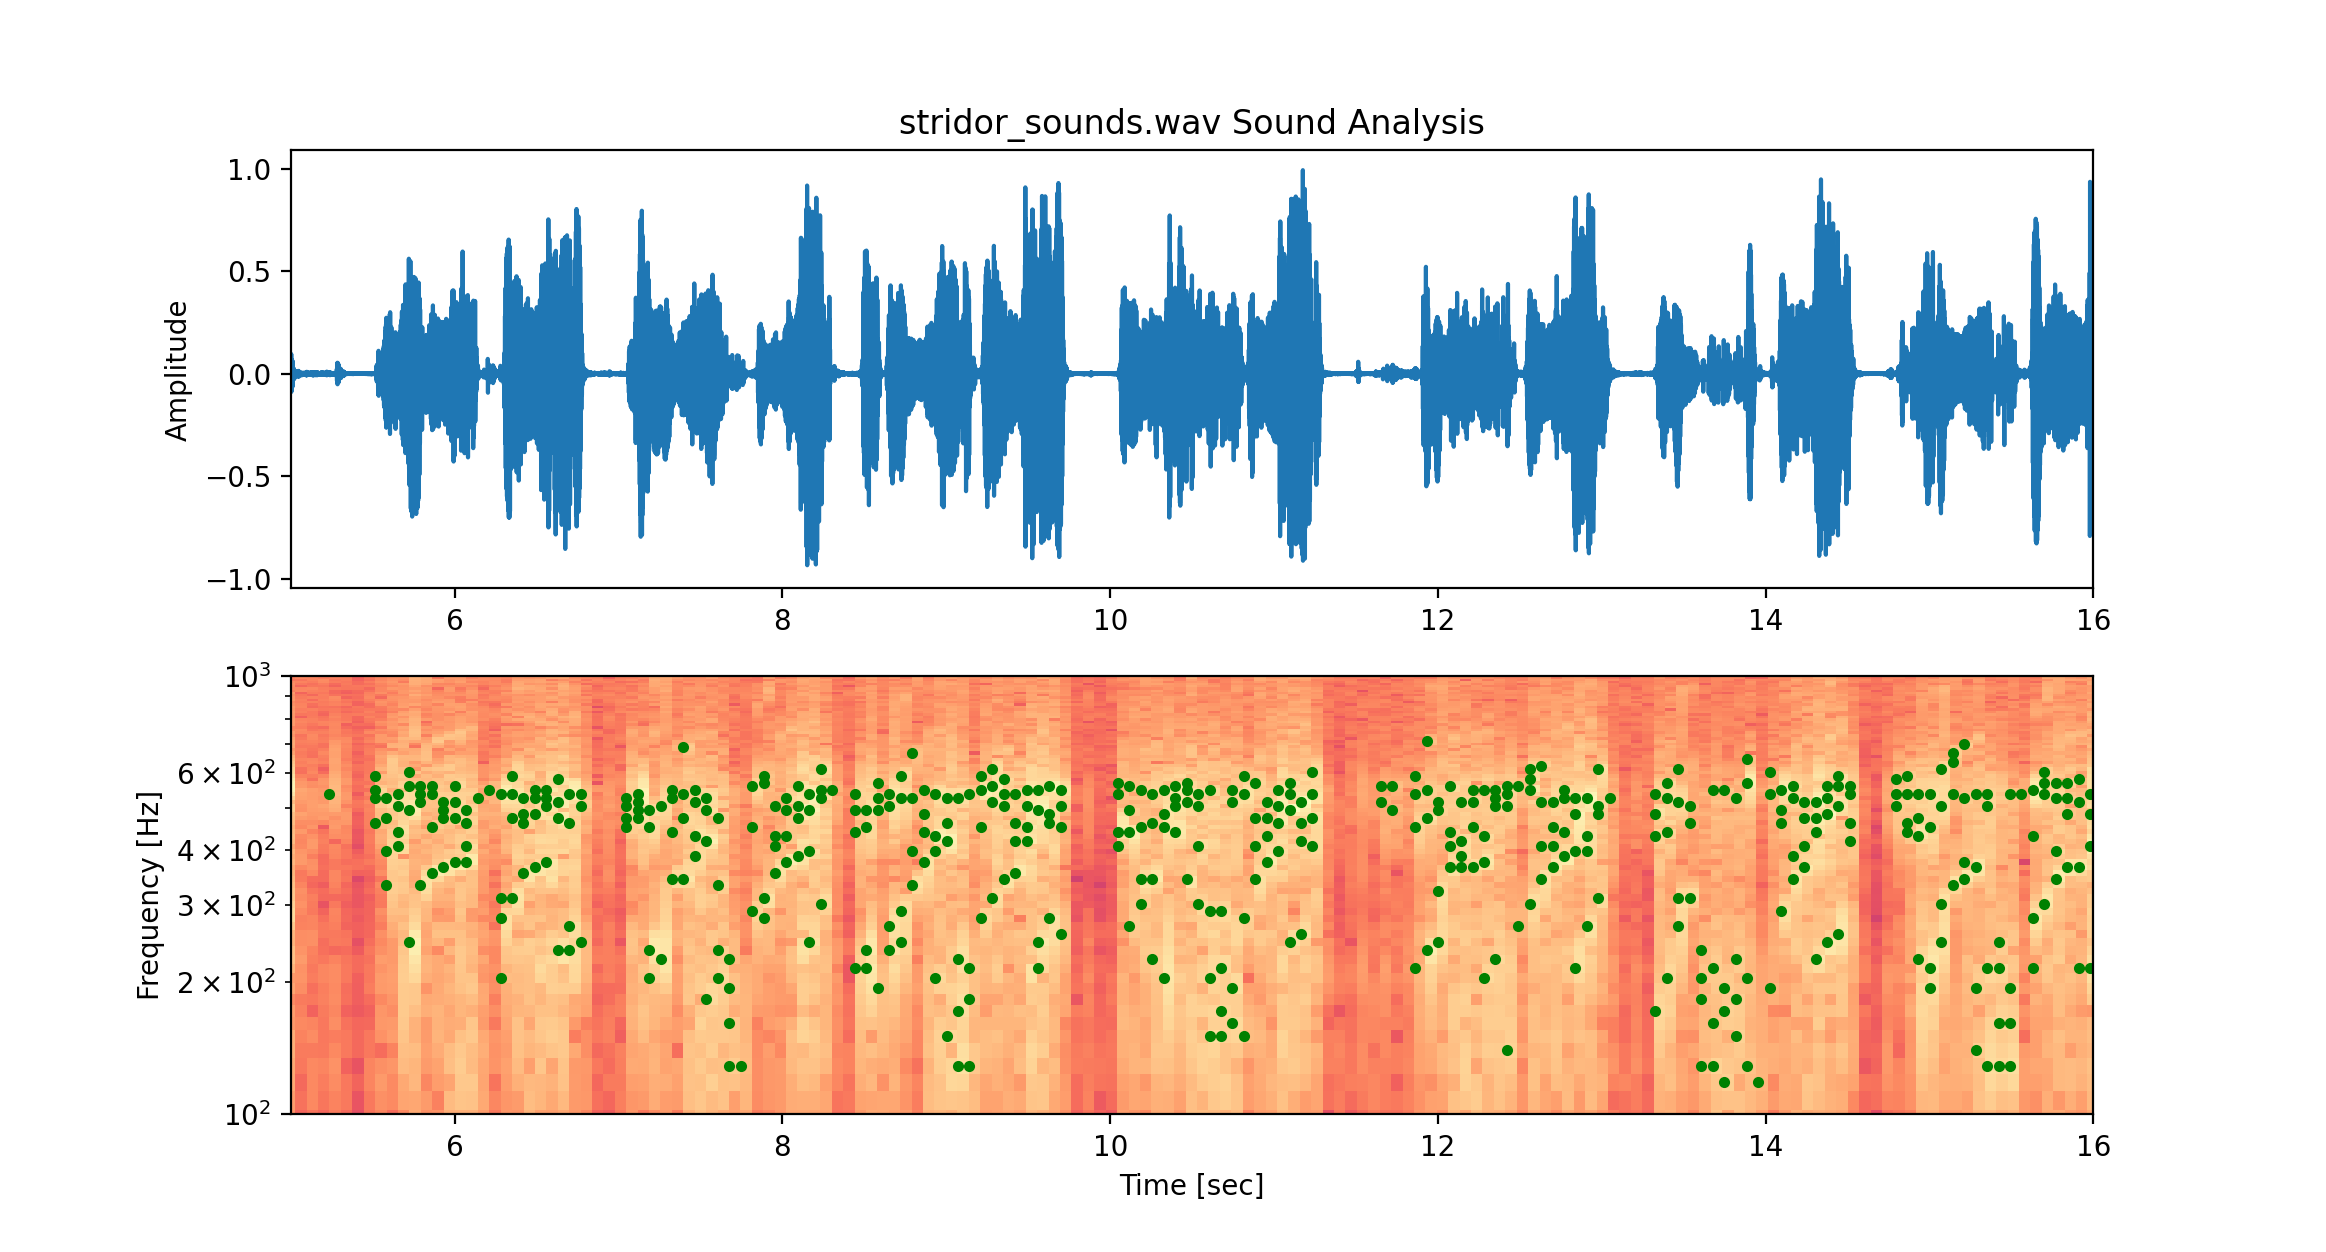 stridor_sounds.wav Sound Analysis
1.0
0.5
0.0
−0.5
−1.0
Amplitude
6 8 10 12 14 16
10³
6 × 10²
4 × 10²
3 × 10²
2 × 10²
10²
Frequency [Hz]
6 8 10 12 14 16
Time [sec]